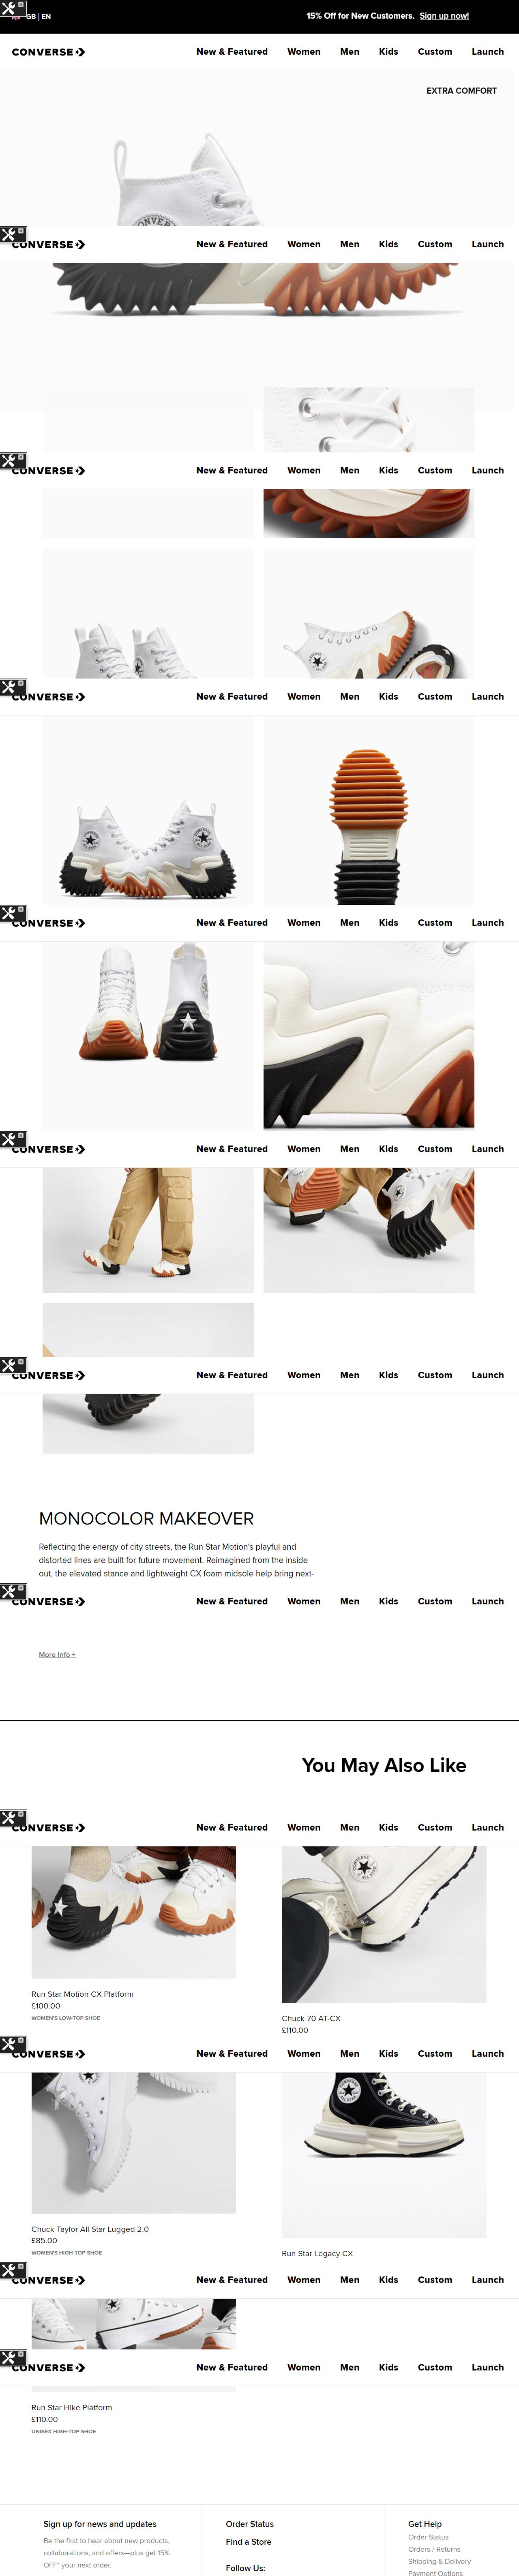 GB | EN
15% Off for New Customers. Sign up now!
CONVERSE
New & Featured Women Men Kids Custom Launch
EXTRA COMFORT
CONVERSE
New & Featured Women Men Kids Custom Launch
CONVERSE
New & Featured Women Men Kids Custom Launch
CONVERSE
New & Featured Women Men Kids Custom Launch
CONVERSE
New & Featured Women Men Kids Custom Launch
CONVERSE
New & Featured Women Men Kids Custom Launch
CONVERSE
New & Featured Women Men Kids Custom Launch
MONOCOLOR MAKEOVER
Reflecting the energy of city streets, the Run Star Motion's playful and
distorted lines are built for future movement. Reimagined from the inside
out, the elevated stance and lightweight CX foam midsole help bring next-
CONVERSE
New & Featured Women Men Kids Custom Launch
More Info +
You May Also Like
CONVERSE
New & Featured Women Men Kids Custom Launch
Run Star Motion CX Platform
£100.00
WOMEN'S LOW-TOP SHOE
Chuck 70 AT-CX
£110.00
CONVERSE
New & Featured Women Men Kids Custom Launch
Chuck Taylor All Star Lugged 2.0
£85.00
WOMEN'S HIGH-TOP SHOE
Run Star Legacy CX
CONVERSE
New & Featured Women Men Kids Custom Launch
CONVERSE
New & Featured Women Men Kids Custom Launch
Run Star Hike Platform
£110.00
UNISEX HIGH-TOP SHOE
Sign up for news and updates
Be the first to hear about new products,
collaborations, and offers—plus get 15%
OFF* your next order.
Order Status
Find a Store
Follow Us:
Get Help
Order Status
Orders / Returns
Shipping & Delivery
Payment Options